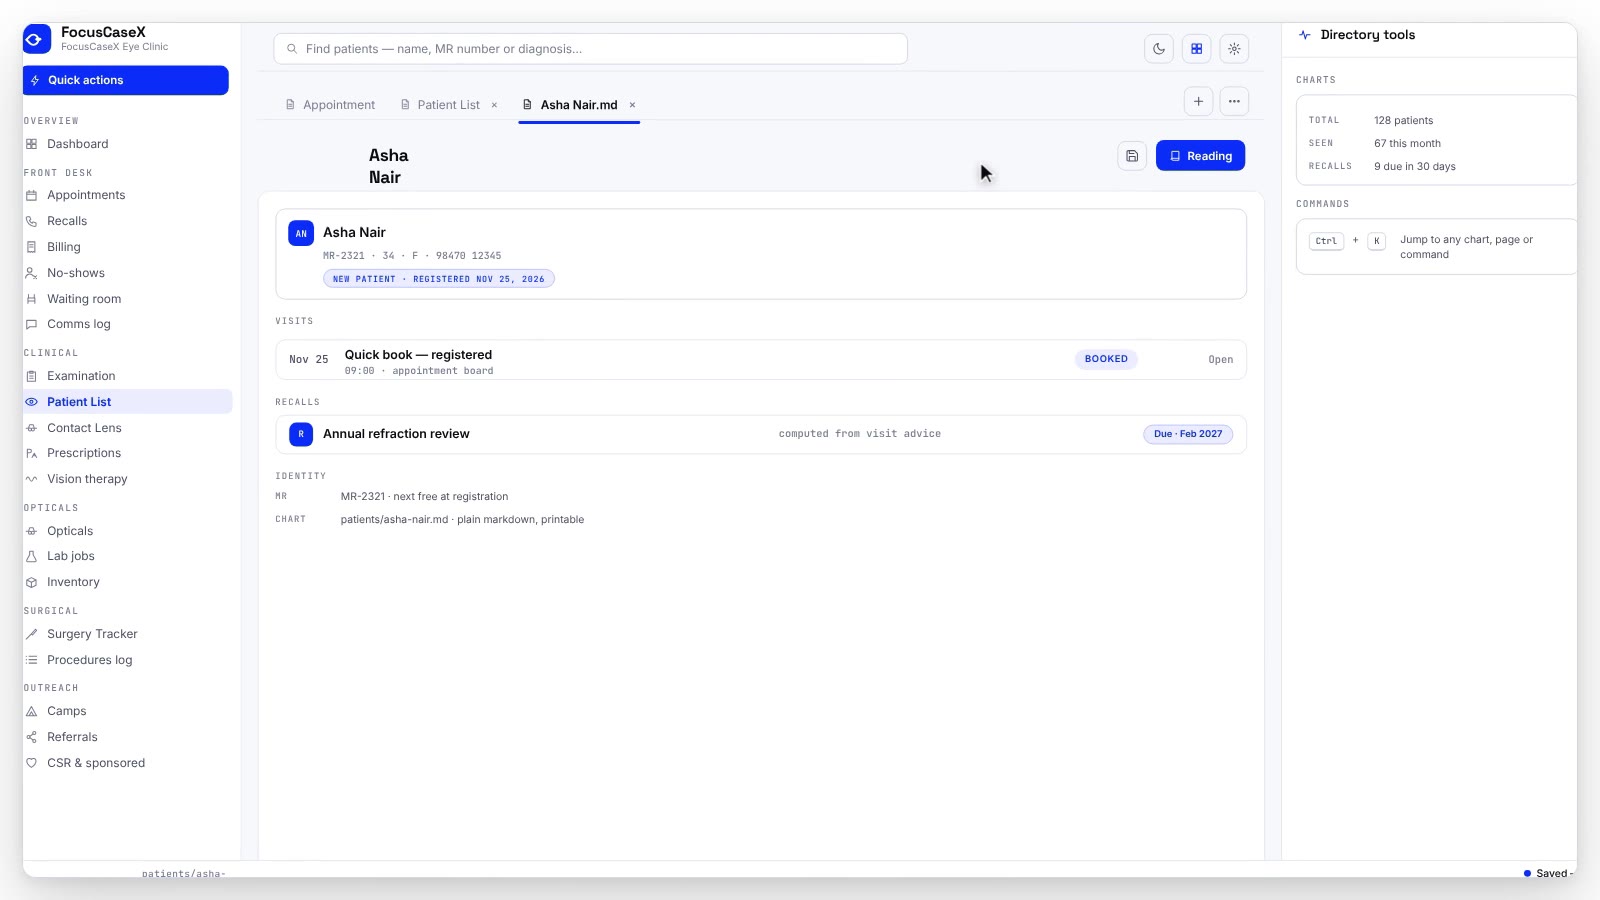 FocusCaseX
FocusCaseX Eye Clinic
Quick actions
OVERVIEW
Dashboard
FRONT DESK
Appointments
Recalls
Billing
No-shows
Waiting room
Comms log
CLINICAL
Examination
Patient List
Contact Lens
Prescriptions
Vision therapy
OPTICALS
Opticals
Lab jobs
Inventory
SURGICAL
Surgery Tracker
Procedures log
OUTREACH
Camps
Referrals
CSR & sponsored
Find patients — name, MR number or diagnosis...
Appointment
Patient List ×
Asha Nair.md ×
Asha
Nair
Reading
AN
Asha Nair
MR-2321 · 34 · F · 98470 12345
NEW PATIENT · REGISTERED NOV 25, 2026
VISITS
Nov 25
Quick book — registered
09:00 · appointment board
BOOKED
Open
RECALLS
R
Annual refraction review
computed from visit advice
Due · Feb 2027
IDENTITY
MR
MR-2321 · next free at registration
CHART
patients/asha-nair.md · plain markdown, printable
Directory tools
CHARTS
TOTAL 128 patients
SEEN 67 this month
RECALLS 9 due in 30 days
COMMANDS
Ctrl + K
Jump to any chart, page or
command
patients/asha-
Saved